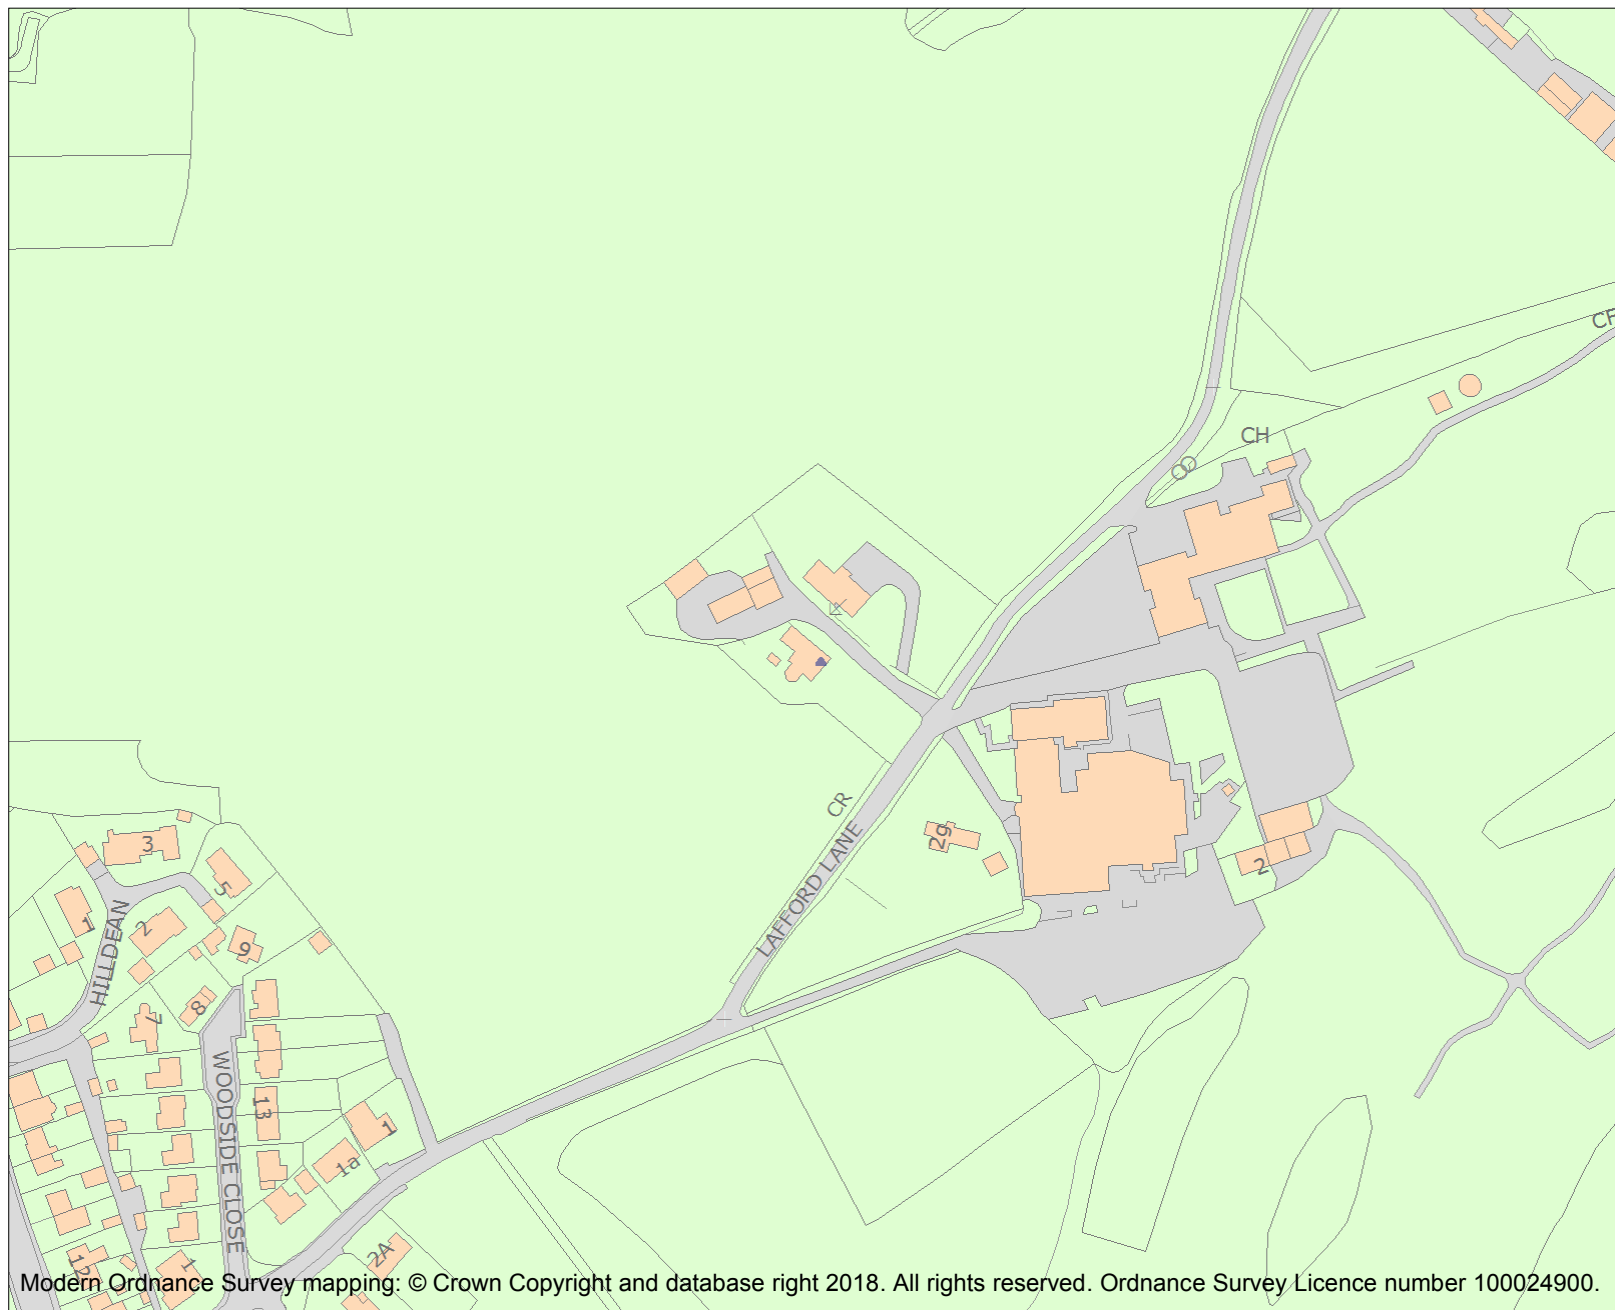 CF
CH
CR
LAFFORD LANE
29
2
3
5
1
2
9
HILLDEAN
8
7
WOODSIDE CLOSE
13
1
1a
2A
12
1
Modern Ordnance Survey mapping: © Crown Copyright and database right 2018. All rights reserved. Ordnance Survey Licence number 100024900.